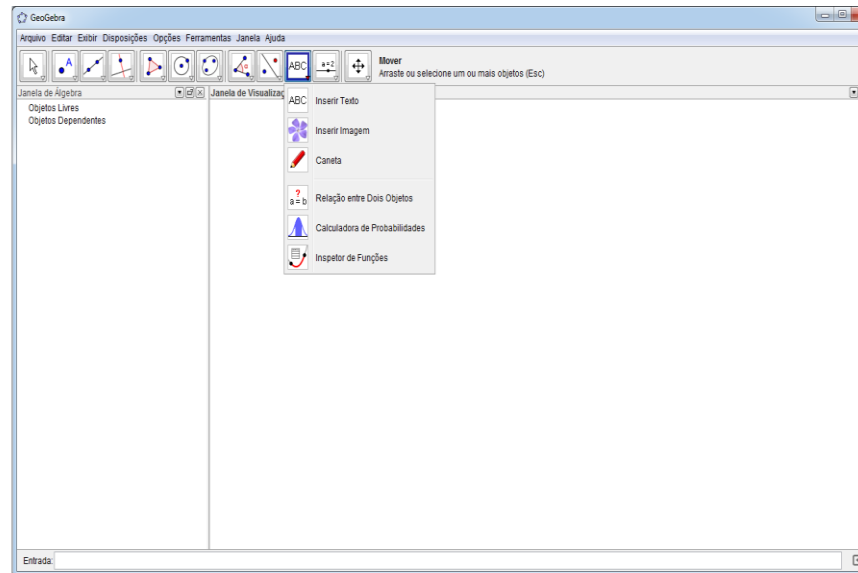 GeoGebra
Arquivo Editar Exibir Disposições Opções Ferramentas Janela Ajuda
A
α
ABC
a=2
Mover
Arraste ou selecione um ou mais objetos (Esc)
Janela de Álgebra
Janela de Visualizaç
Objetos Livres
Objetos Dependentes
ABC Inserir Texto
Inserir Imagem
Caneta
?
a = b Relação entre Dois Objetos
Calculadora de Probabilidades
Inspetor de Funções
Entrada: